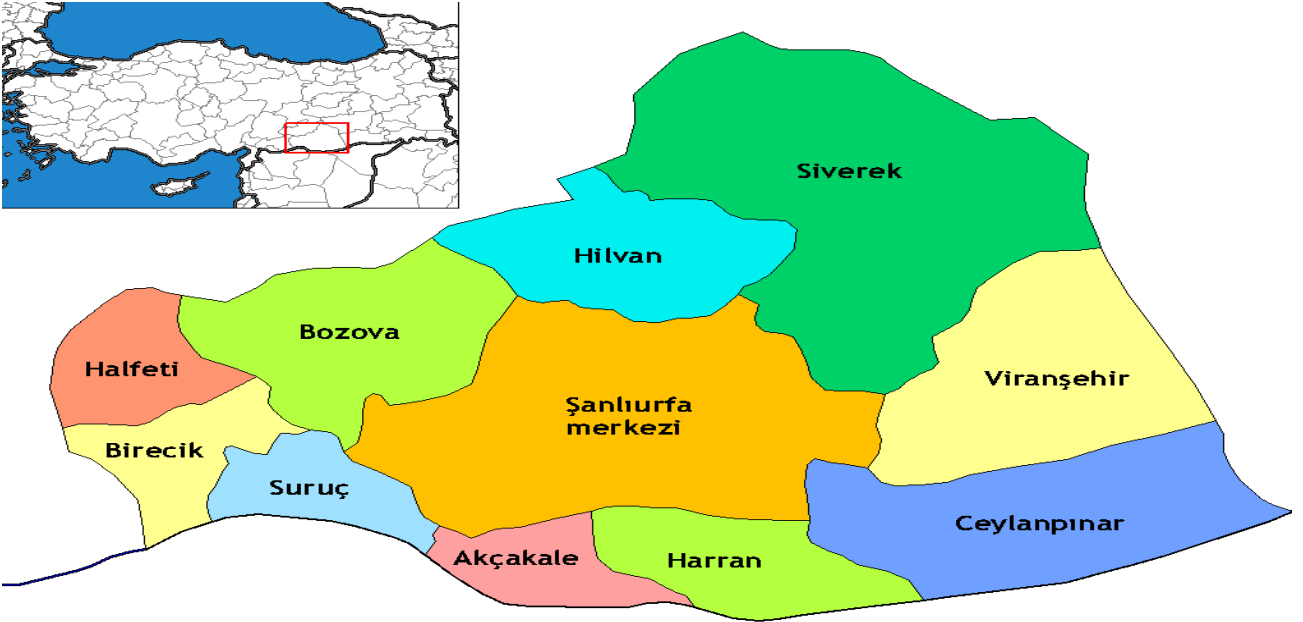 Siverek
Hilvan
Bozova
Halfeti
Viranşehir
Şanlıurfa
merkezi
Birecik
Suruç
Ceylanpınar
Akçakale
Harran